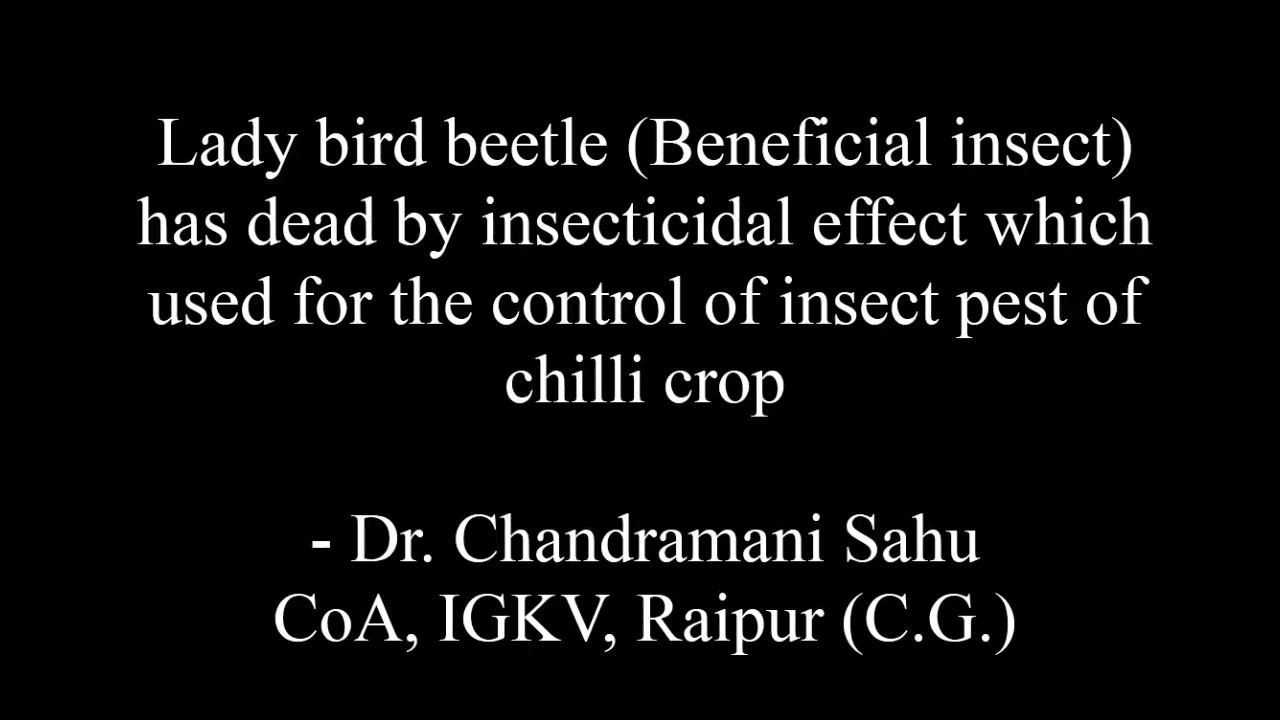 Lady bird beetle (Beneficial insect)
has dead by insecticidal effect which
used for the control of insect pest of
chilli crop
- Dr. Chandramani Sahu
CoA, IGKV, Raipur (C.G.)